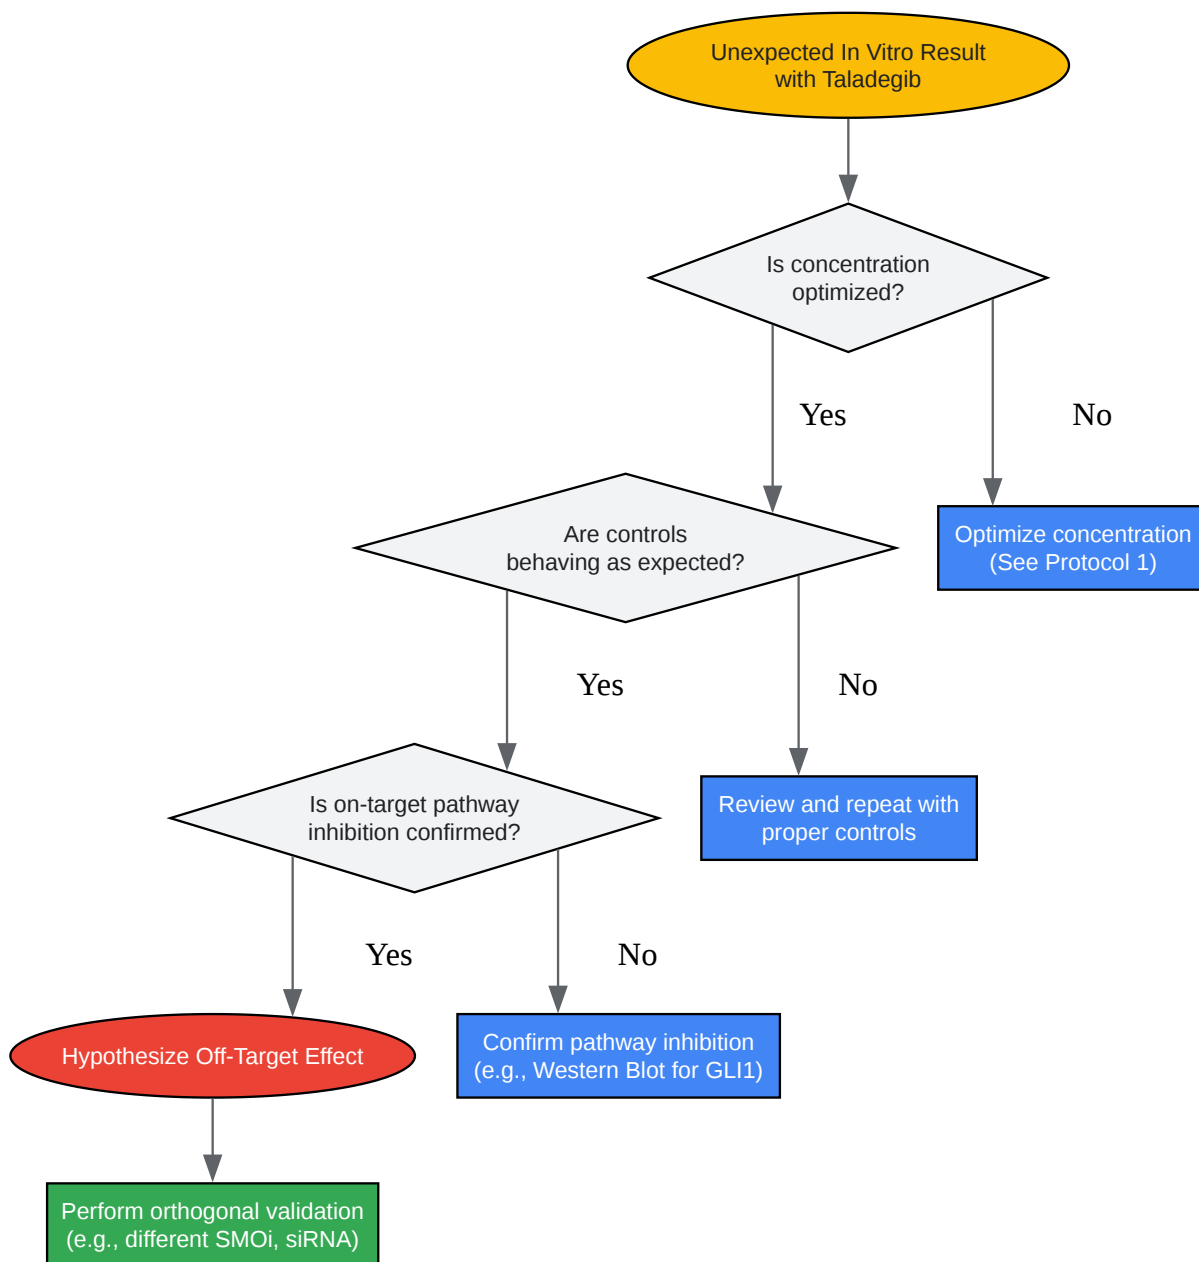 Unexpected In Vitro Result
with Taladegib
Is concentration
optimized?
Yes
No
Are controls
behaving as expected?
Optimize concentration
(See Protocol 1)
Yes
No
Is on-target pathway
inhibition confirmed?
Review and repeat with
proper controls
Yes
No
Hypothesize Off-Target Effect
Confirm pathway inhibition
(e.g., Western Blot for GLI1)
Perform orthogonal validation
(e.g., different SMOi, siRNA)